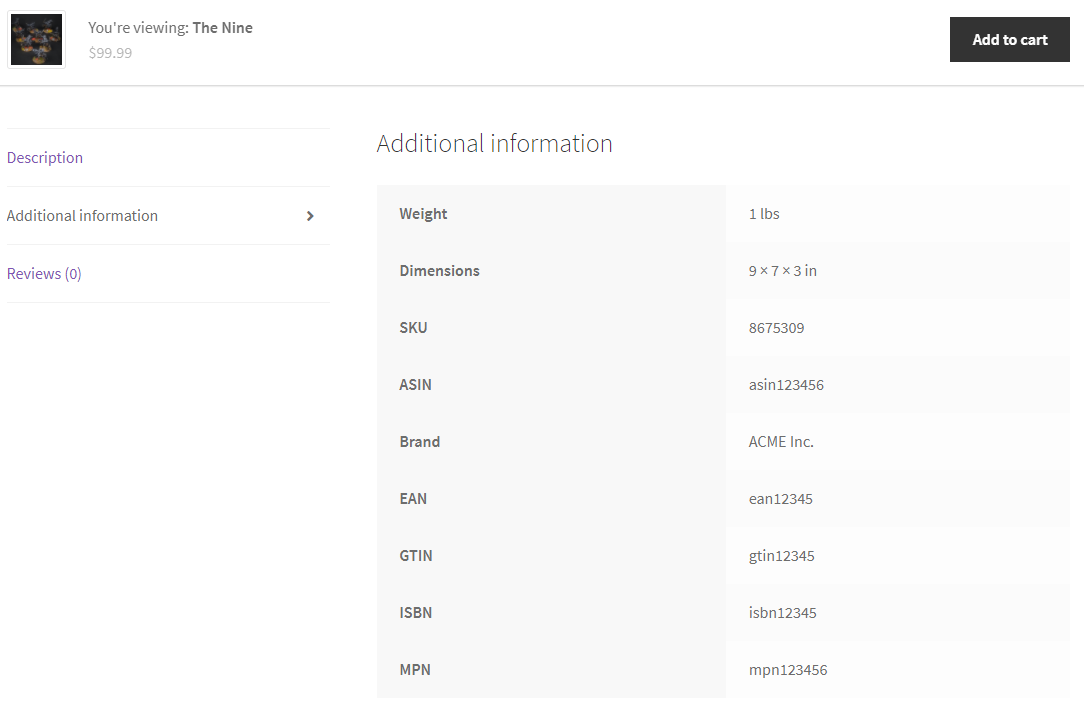 You're viewing: The Nine
$99.99
Add to cart
Description
Additional information
Reviews (0)
Additional information
Weight 1 lbs
Dimensions 9 × 7 × 3 in
SKU 8675309
ASIN asin123456
Brand ACME Inc.
EAN ean12345
GTIN gtin12345
ISBN isbn12345
MPN mpn123456